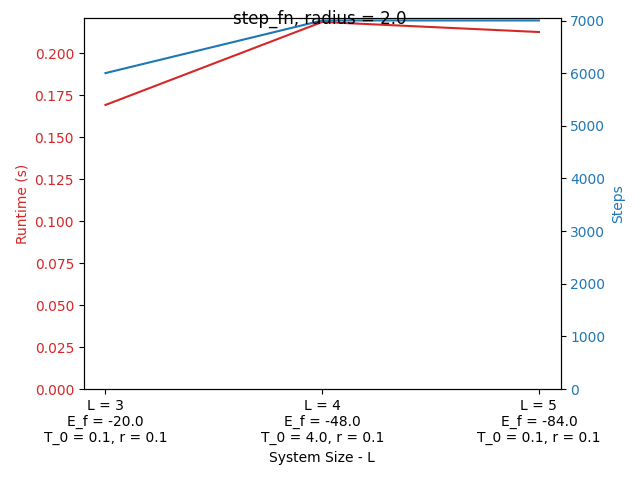 step_fn, radius = 2.0
Runtime (s)
0.200
0.175
0.150
0.125
0.100
0.075
0.050
0.025
0.000
7000
6000
5000
4000
3000
2000
1000
0
Steps
L = 3
E_f = -20.0
T_0 = 0.1, r = 0.1
L = 4
E_f = -48.0
T_0 = 4.0, r = 0.1
L = 5
E_f = -84.0
T_0 = 0.1, r = 0.1
System Size - L